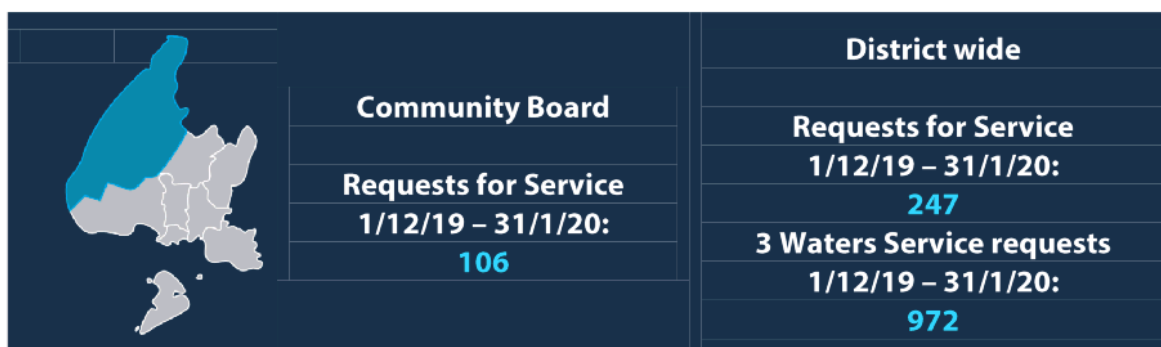 Community Board
Requests for Service
1/12/19 – 31/1/20:
106
District wide
Requests for Service
1/12/19 – 31/1/20:
247
3 Waters Service requests
1/12/19 – 31/1/20:
972